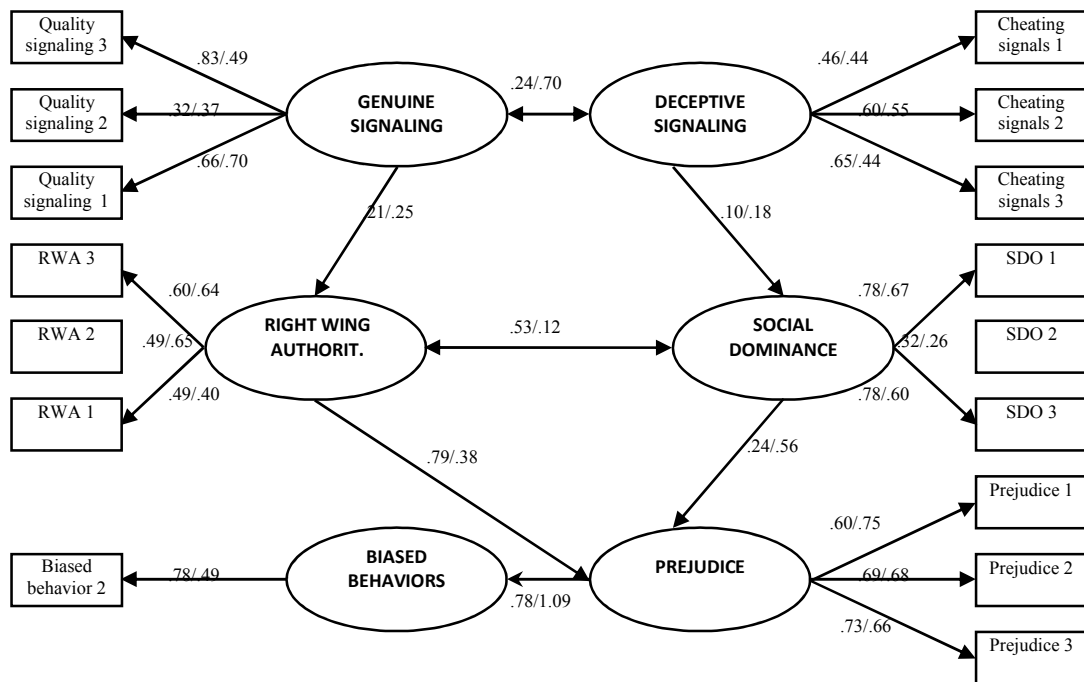 Quality
signaling 3
.83/.49
Quality
signaling 2
.32/.37
Quality
signaling 1
.66/.70
GENUINE
SIGNALING
.24/.70
DECEPTIVE
SIGNALING
.46/.44
Cheating
signals 1
.60/.55
Cheating
signals 2
.65/.44
Cheating
signals 3
.21/.25
.10/.18
RWA 3
.60/.64
RWA 2
.49/.65
RWA 1
.49/.40
RIGHT WING
AUTHORIT.
.53/.12
SOCIAL
DOMINANCE
.78/.67
SDO 1
.32/.26
SDO 2
.78/.60
SDO 3
.79/.38
.24/.56
Biased
behavior 2
.78/.49
BIASED
BEHAVIORS
.78/1.09
PREJUDICE
.60/.75
Prejudice 1
.69/.68
Prejudice 2
.73/.66
Prejudice 3